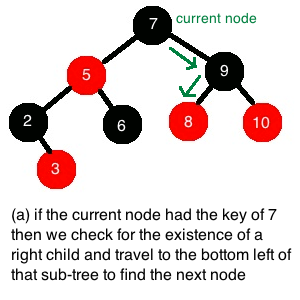 7 current node
5 9
2 6 8 10
3
(a) if the current node had the key of 7
then we check for the existence of a
right child and travel to the bottom left of
that sub-tree to find the next node